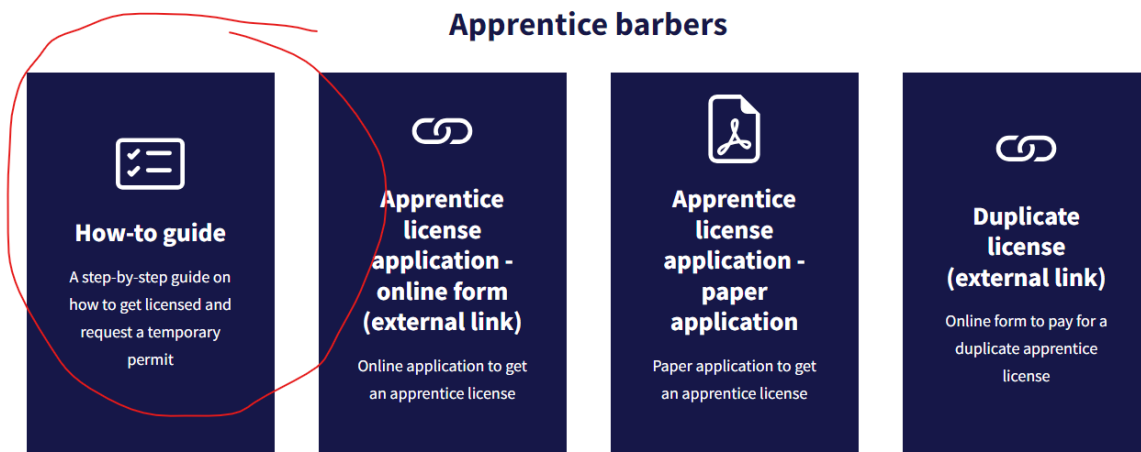 Apprentice barbers
How-to guide
A step-by-step guide on
how to get licensed and
request a temporary
permit
Apprentice
license
application -
online form
(external link)
Online application to get
an apprentice license
Apprentice
license
application -
paper
application
Paper application to get
an apprentice license
Duplicate
license
(external link)
Online form to pay for a
duplicate apprentice
license